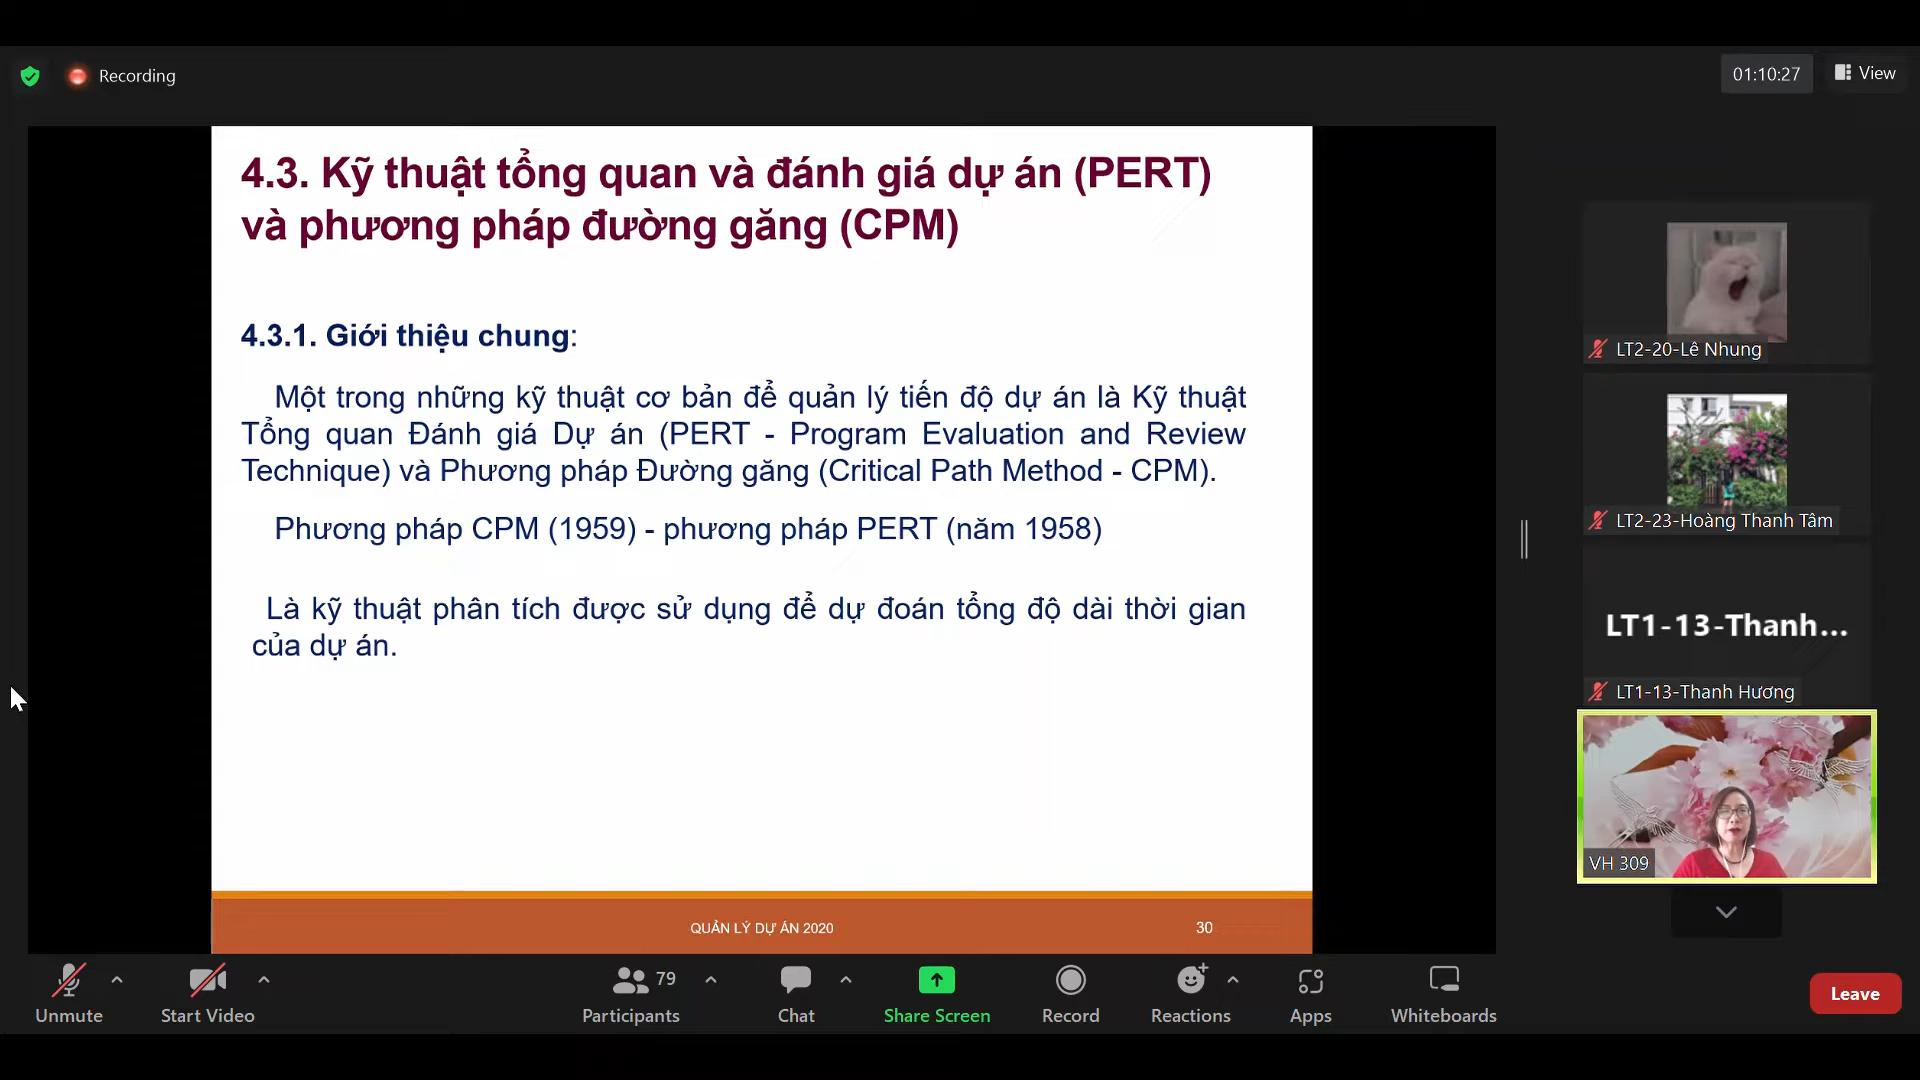 Recording
01:10:27
View
4.3. Kỹ thuật tổng quan và đánh giá dự án (PERT)
và phương pháp đường găng (CPM)
4.3.1. Giới thiệu chung:
Một trong những kỹ thuật cơ bản để quản lý tiến độ dự án là Kỹ thuật
Tổng quan Đánh giá Dự án (PERT - Program Evaluation and Review
Technique) và Phương pháp Đường găng (Critical Path Method - CPM).
Phương pháp CPM (1959) - phương pháp PERT (năm 1958)
Là kỹ thuật phân tích được sử dụng để dự đoán tổng độ dài thời gian
của dự án.
QUẢN LÝ DỰ ÁN 2020
30
LT2-20-Lê Nhung
LT2-23-Hoàng Thanh Tâm
LT1-13-Thanh...
LT1-13-Thanh Hương
VH 309
Unmute
Start Video
79
Participants
Chat
Share Screen
Record
Reactions
Apps
Whiteboards
Leave